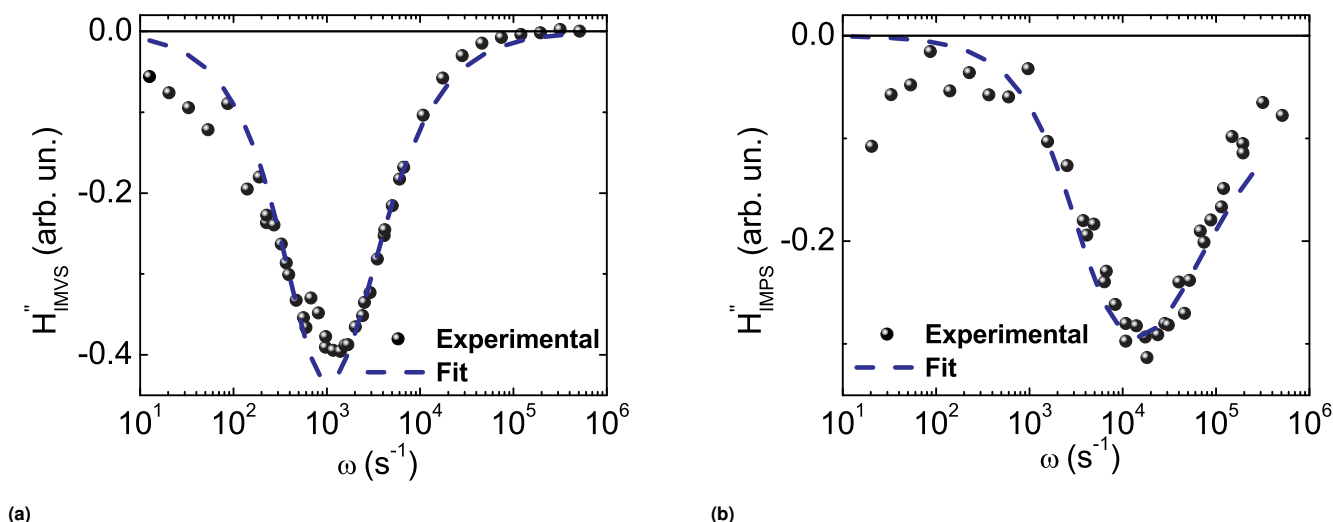 0.0
-0.2
-0.4
H"IMVS (arb. un.)
Experimental
Fit
10^1 10^2 10^3 10^4 10^5 10^6
ω (s^-1)
(a)
0.0
-0.2
H"IMPS (arb. un.)
Experimental
Fit
10^1 10^2 10^3 10^4 10^5 10^6
ω (s^-1)
(b)